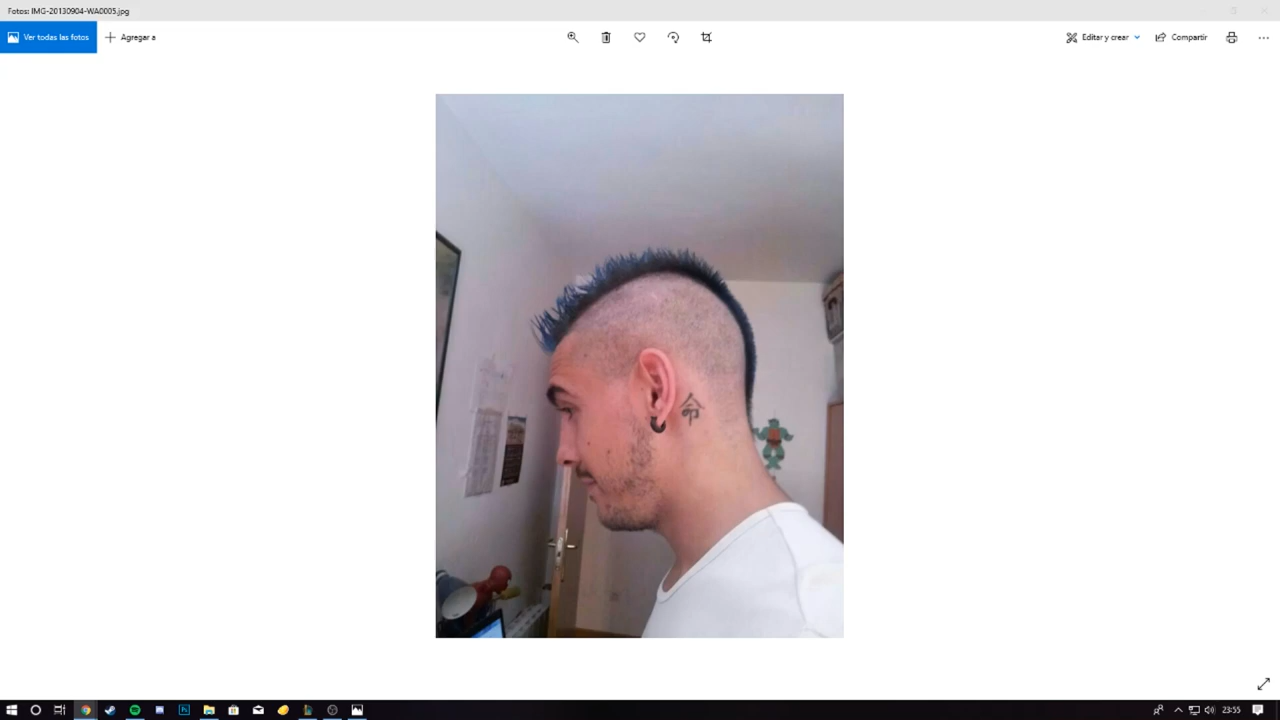 Fotos: IMG-20130904-WA0005.jpg
Ver todas las fotos
Agregar a
Editar y crear
Compartir
命
23:55